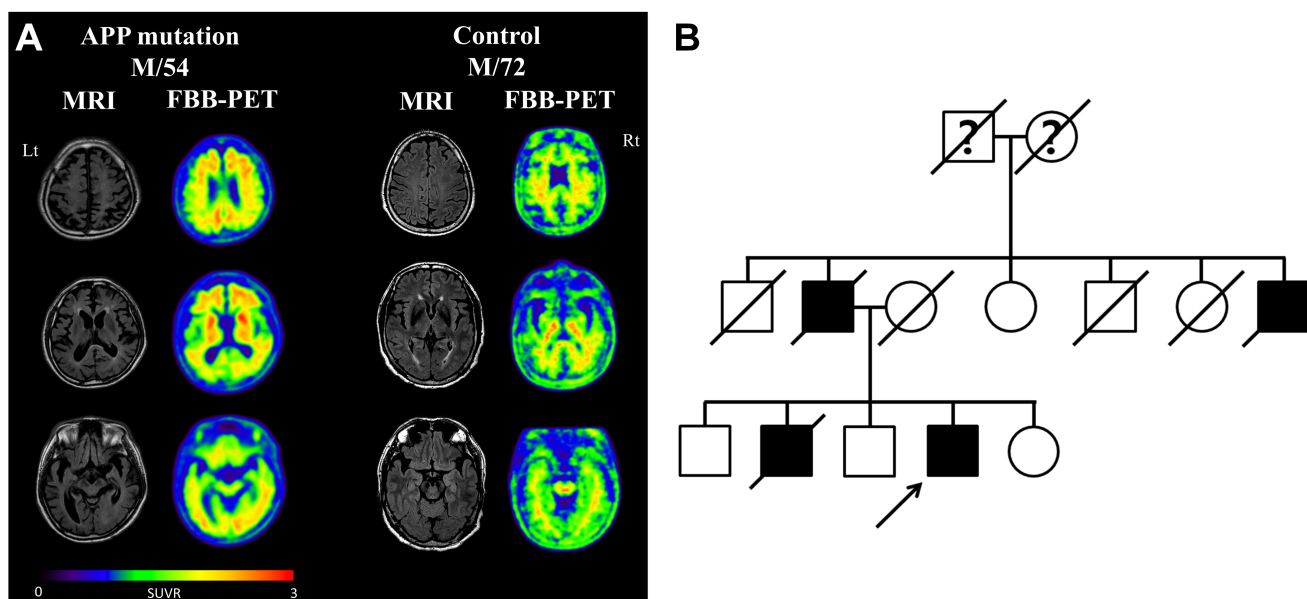 A
APP mutation
M/54
MRI FBB-PET
Control
M/72
MRI FBB-PET
Lt
Rt
0 SUVR 3
B
? ?